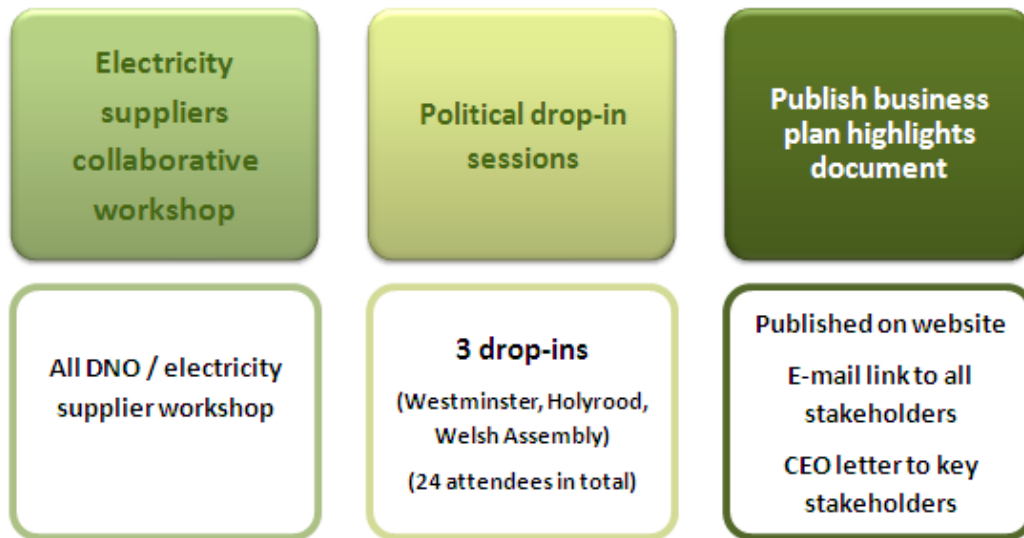 Electricity
suppliers
collaborative
workshop
Political drop-in
sessions
Publish business
plan highlights
document
All DNO / electricity
supplier workshop
3 drop-ins
(Westminster, Holyrood,
Welsh Assembly)
(24 attendees in total)
Published on website
E-mail link to all
stakeholders
CEO letter to key
stakeholders